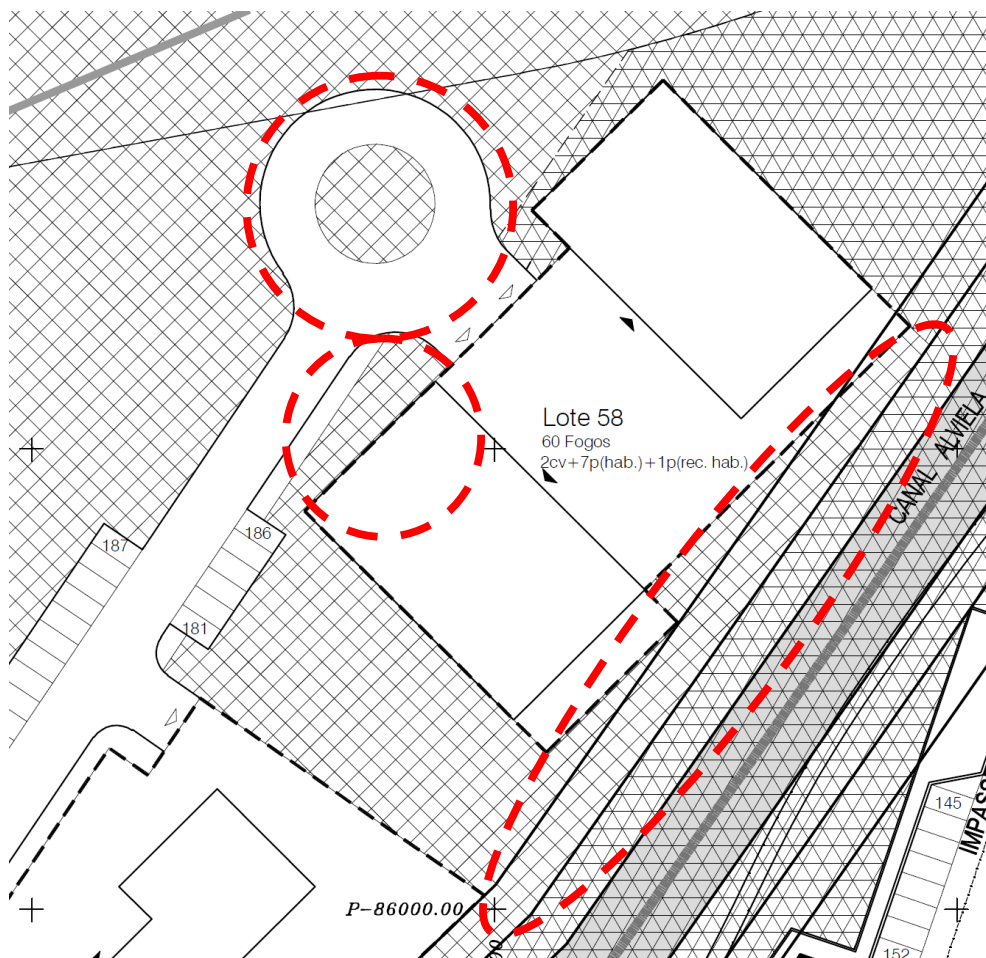 Lote 58
60 Fogos
2cv+7p(hab.)+1p(rec. hab.)
CANAL ALVIELA
187
186
181
145
P-86000.00
152